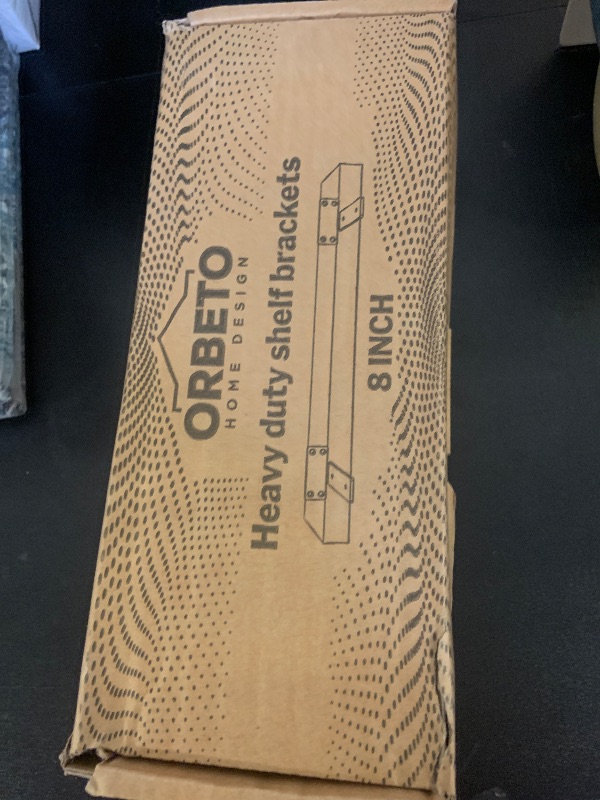 ORBETO
HOME DESIGN
Heavy duty shelf brackets
8 INCH